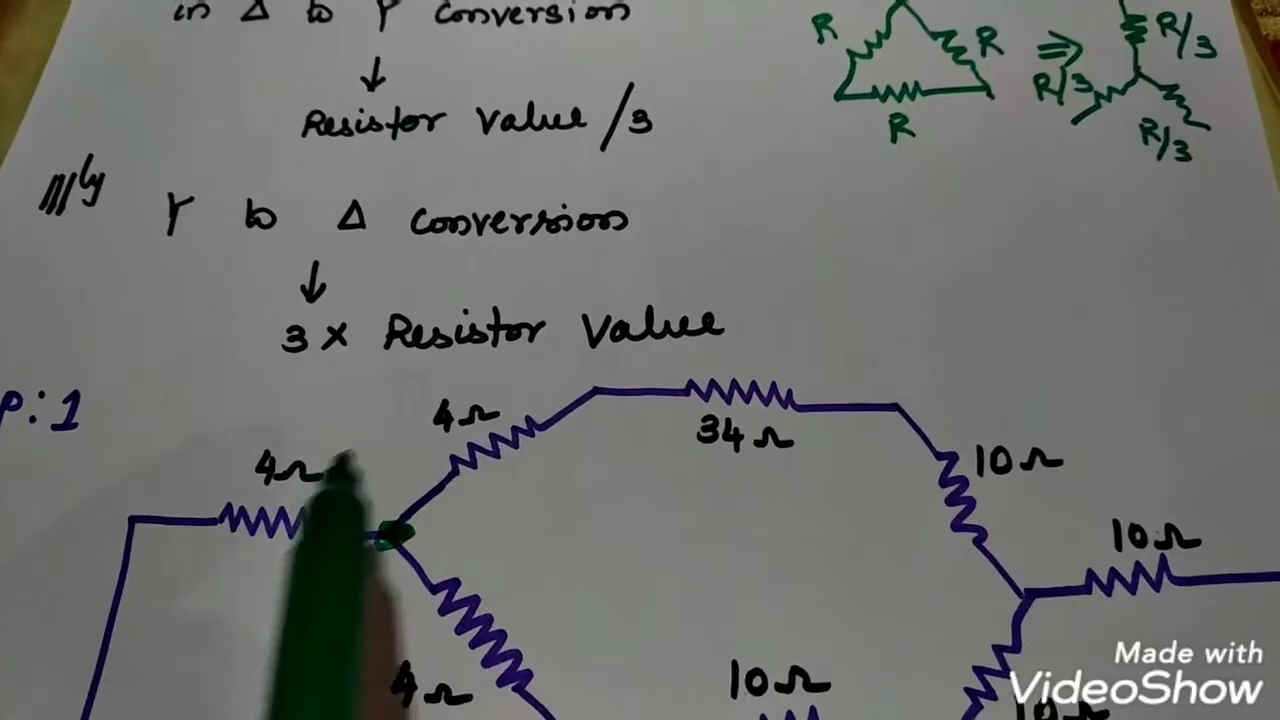 in Δ to Y conversion
↓
Resistor value /3
R R ⇒ R/3
R/3
R
R/3
|||ly Y to Δ conversion
↓
3 × Resistor value
P:1
4Ω
34Ω
4Ω
10Ω
10Ω
4Ω
10Ω
10Ω
Made with
VideoShow